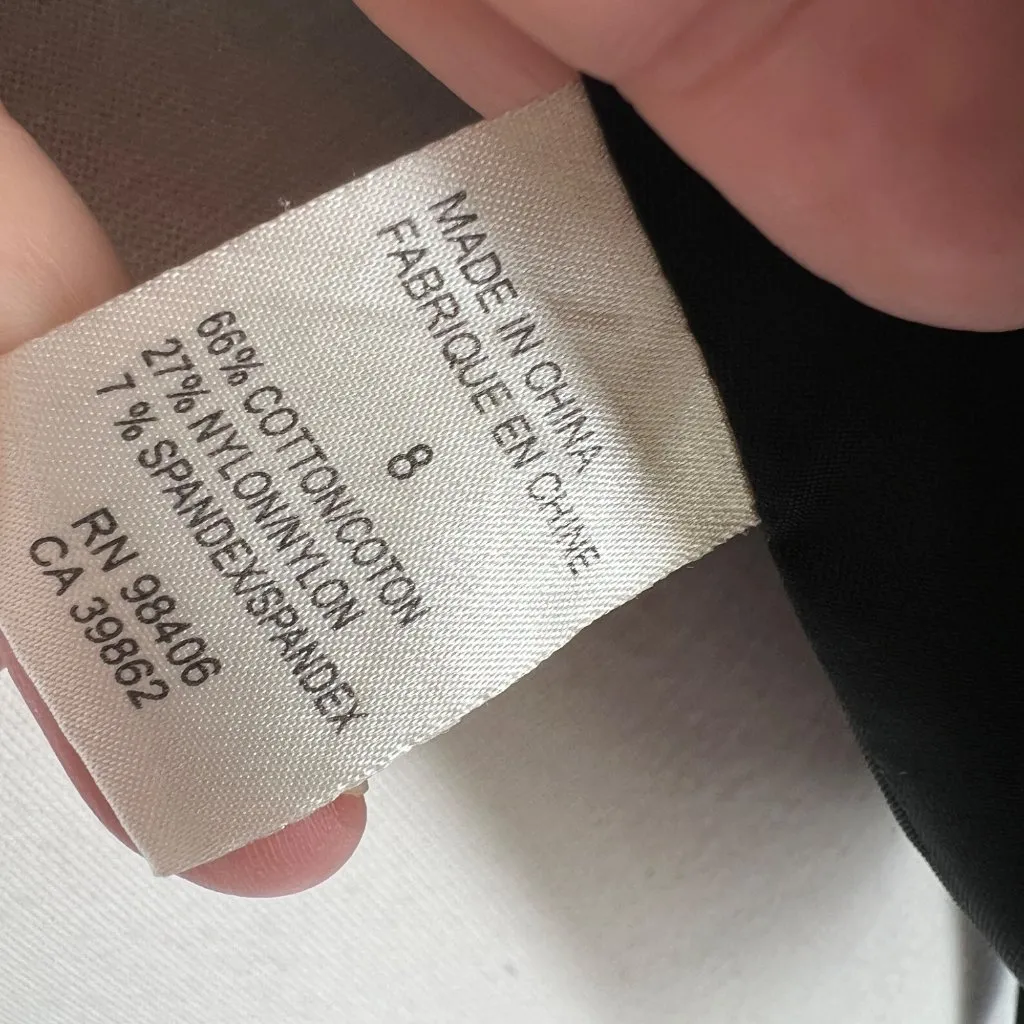 MADE IN CHINA
FABRIQUE EN CHINE
8
66% COTTON/COTON
27% NYLON/NYLON
7 % SPANDEX/SPANDEX
RN 98406
CA 39862